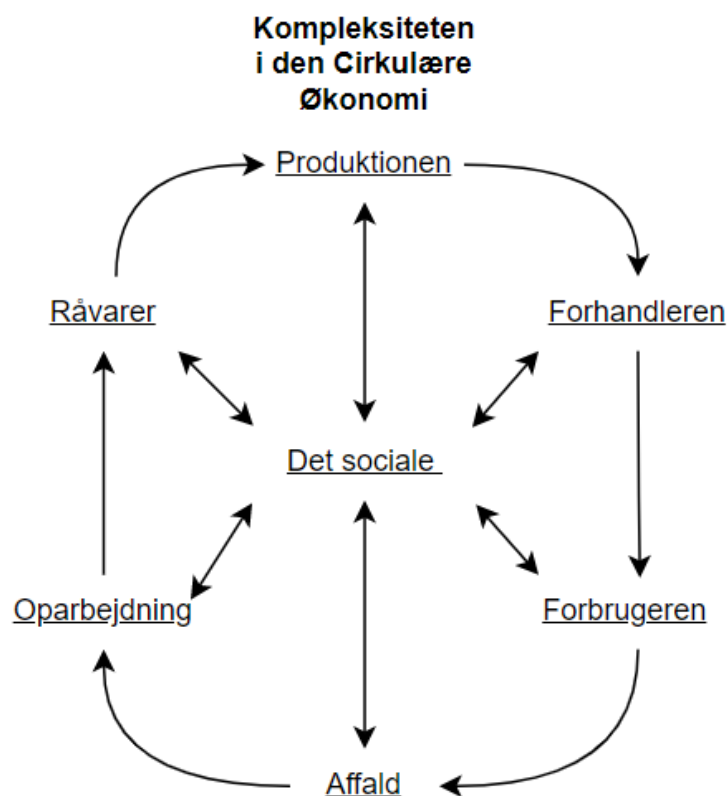 Kompleksiteten
i den Cirkulære
Økonomi
Produktionen
Råvarer
Forhandleren
Det sociale
Oparbejdning
Forbrugeren
Affald